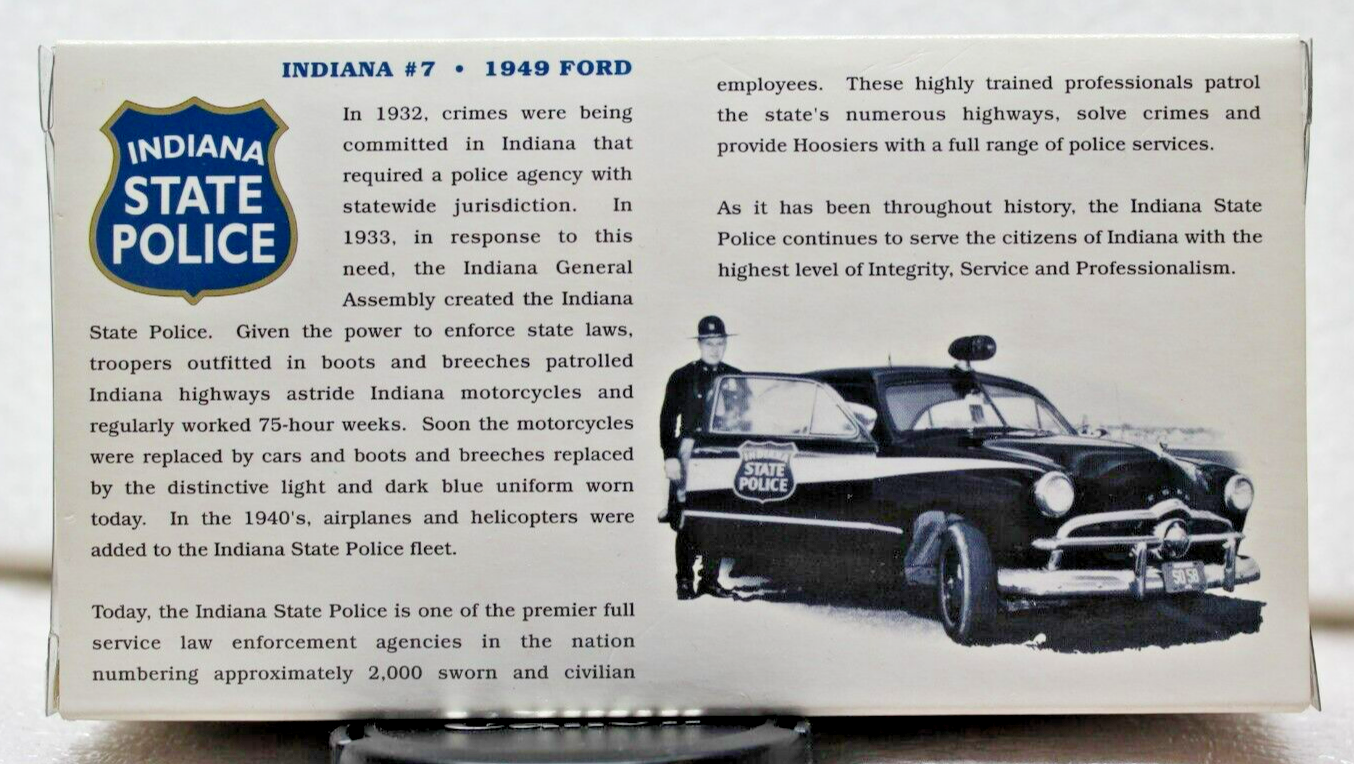 INDIANA #7 • 1949 FORD
INDIANA
STATE
POLICE
In 1932, crimes were being
committed in Indiana that
required a police agency with
statewide jurisdiction. In
1933, in response to this
need, the Indiana General
Assembly created the Indiana
State Police. Given the power to enforce state laws,
troopers outfitted in boots and breeches patrolled
Indiana highways astride Indiana motorcycles and
regularly worked 75-hour weeks. Soon the motorcycles
were replaced by cars and boots and breeches replaced
by the distinctive light and dark blue uniform worn
today. In the 1940's, airplanes and helicopters were
added to the Indiana State Police fleet.
Today, the Indiana State Police is one of the premier full
service law enforcement agencies in the nation
numbering approximately 2,000 sworn and civilian
employees. These highly trained professionals patrol
the state's numerous highways, solve crimes and
provide Hoosiers with a full range of police services.
As it has been throughout history, the Indiana State
Police continues to serve the citizens of Indiana with the
highest level of Integrity, Service and Professionalism.
INDIANA
STATE
POLICE
FORD